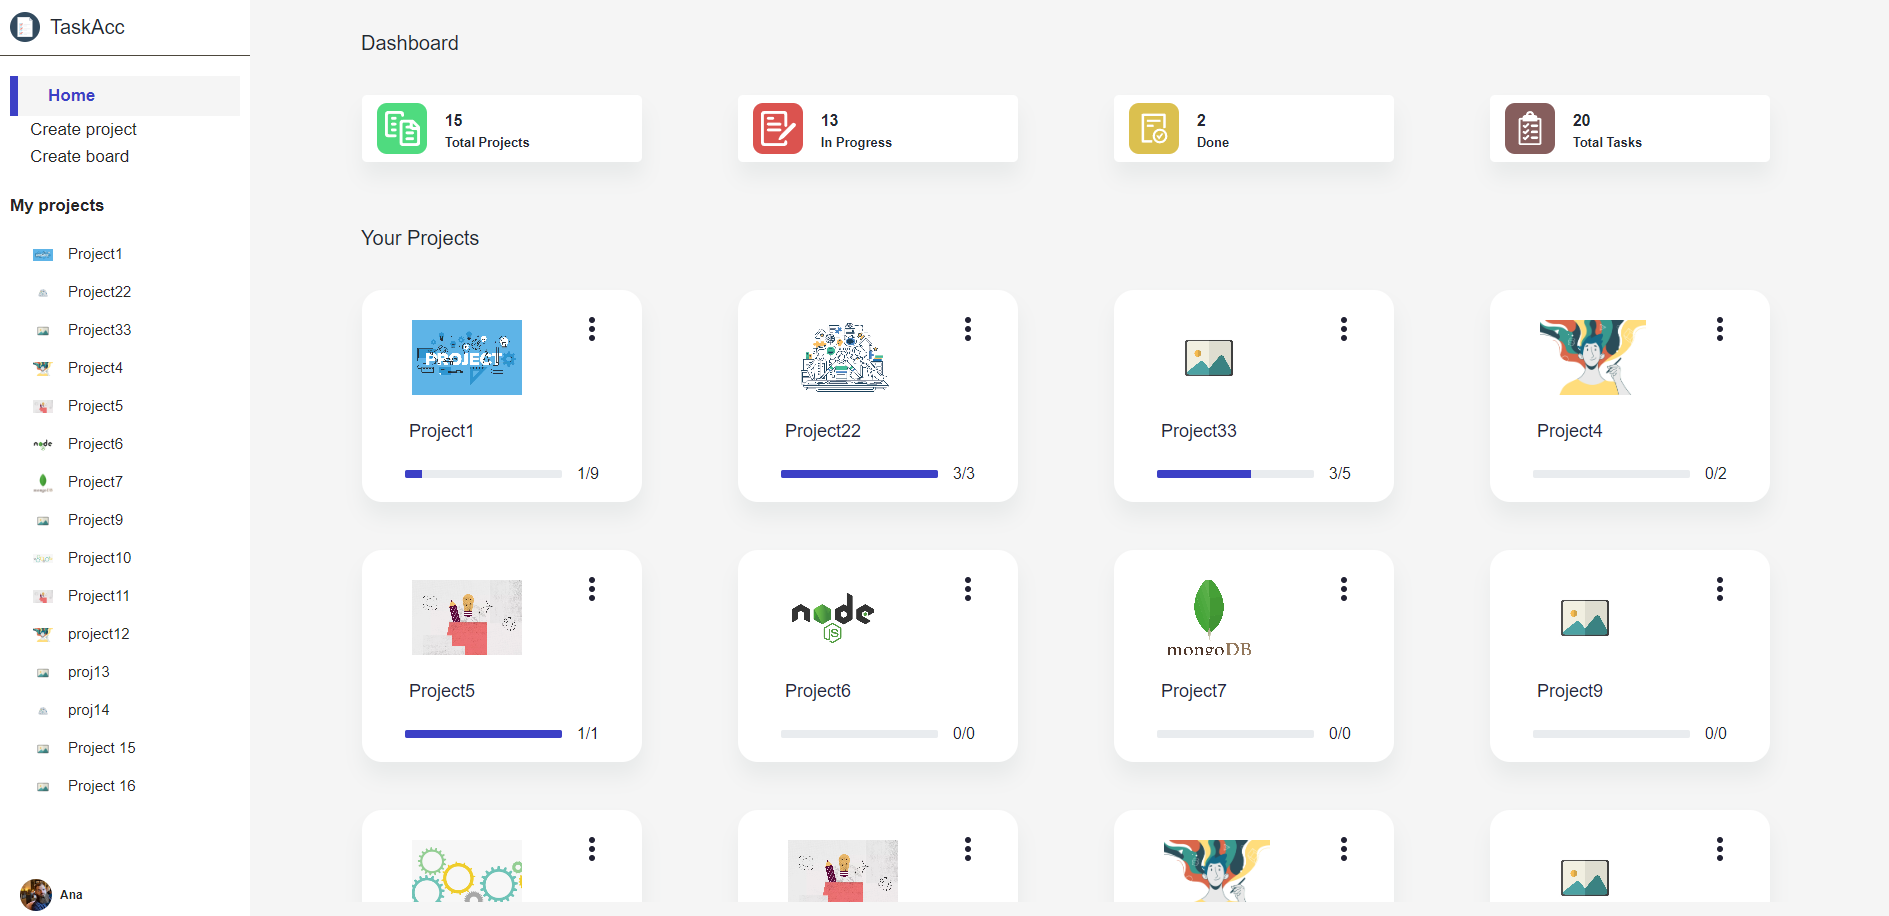 TaskAcc
Home
Create project
Create board
My projects
Project1
Project22
Project33
Project4
Project5
node
Project6
mongoDB
Project7
Project9
Project10
Project11
project12
proj13
proj14
Project 15
Project 16
Ana
Dashboard
15
Total Projects
13
In Progress
2
Done
20
Total Tasks
Your Projects
PROJECT
Project1
1/9
Project22
3/3
Project33
3/5
Project4
0/2
Project5
1/1
node
JS
Project6
0/0
mongoDB
Project7
0/0
Project9
0/0